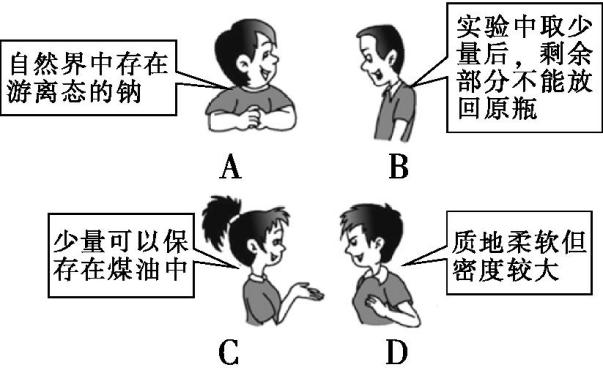 自然界中存在
游离态的钠
实验中取少
量后，剩余
部分不能放
回原瓶
A
B
少量可以保
存在煤油中
质地柔软但
密度较大
C
D